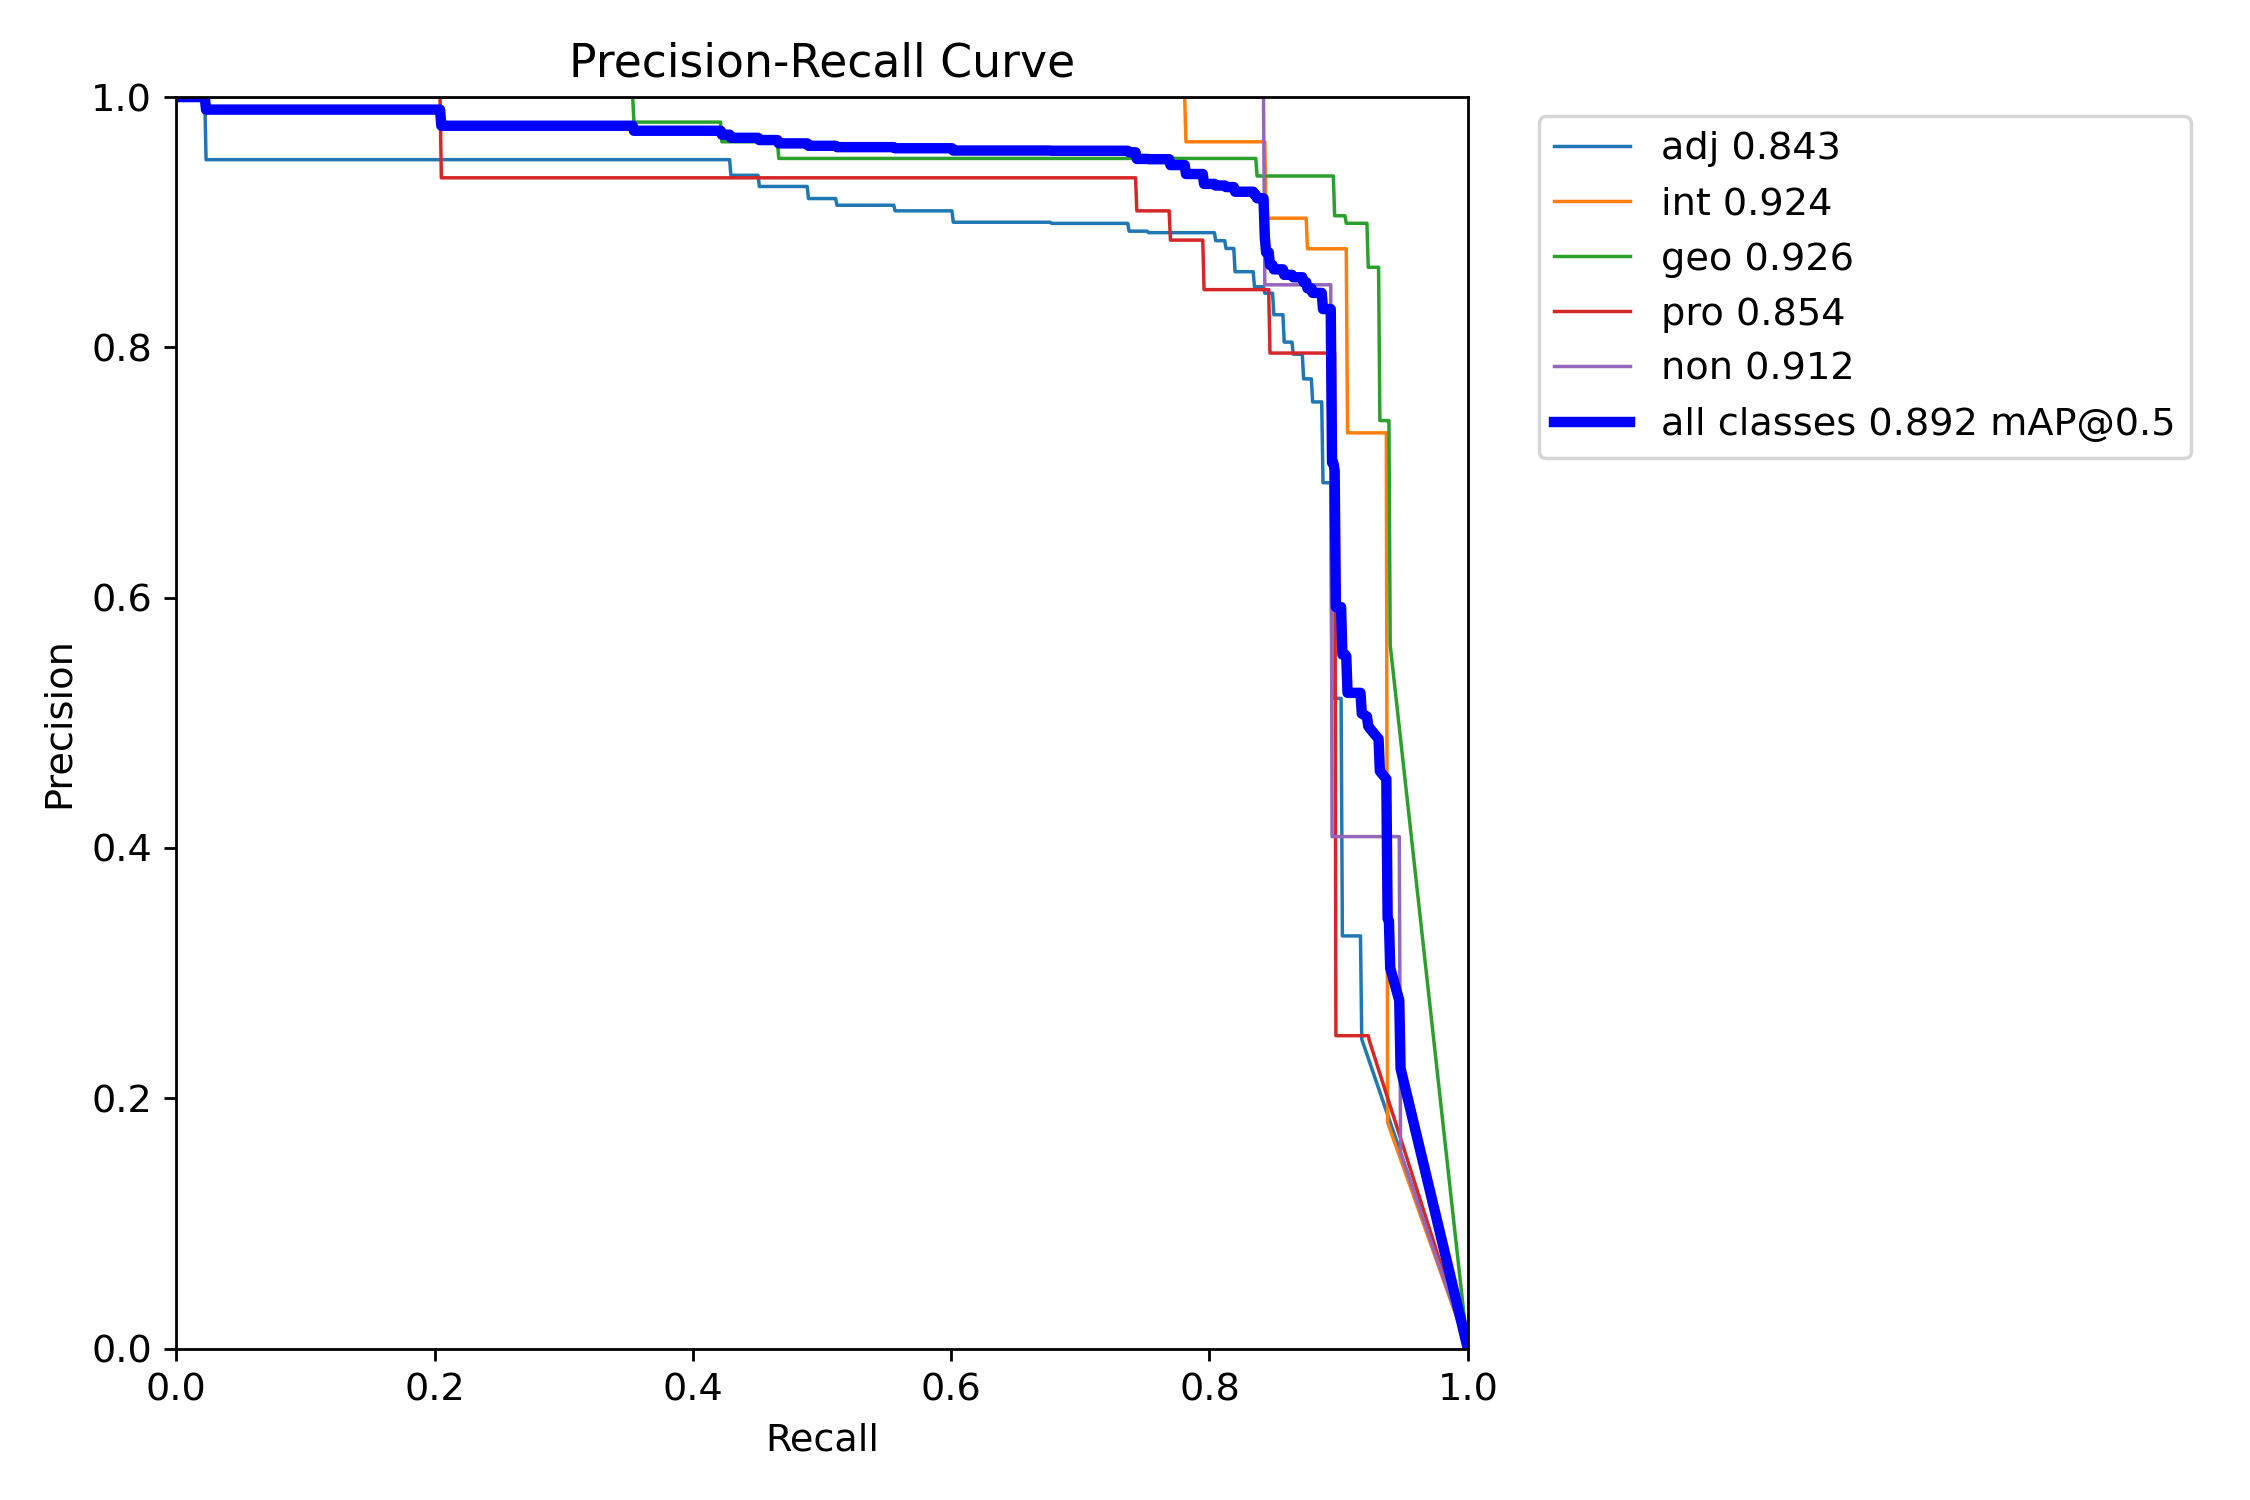 Precision-Recall Curve
1.0
0.8
0.6
0.4
0.2
0.0
Precision
0.0 0.2 0.4 0.6 0.8 1.0
Recall
adj 0.843
int 0.924
geo 0.926
pro 0.854
non 0.912
all classes 0.892 mAP@0.5